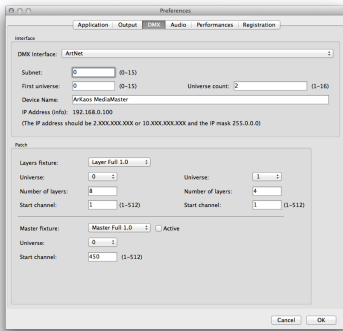 Preferences
Application Output DMX Audio Performances Registration
Interface
DMX Interface: ArtNet
Subnet: 0 (0-15)
First universe: 0 (0-15) Universe count: 2 (1-16)
Device Name: ArKaos MediaMaster
IP Address (info): 192.168.0.100
(The IP address should be 2.XXX.XXX.XXX or 10.XXX.XXX.XXX and the IP mask 255.0.0.0)
Patch
Layers fixture: Layer Full 1.0
Universe: 0 Universe: 1
Number of layers: 8 Number of layers: 4
Start channel: 1 (1-512) Start channel: 1 (1-512)
Master fixture: Master Full 1.0 Active
Universe: 0
Start channel: 450 (1-512)
Cancel OK